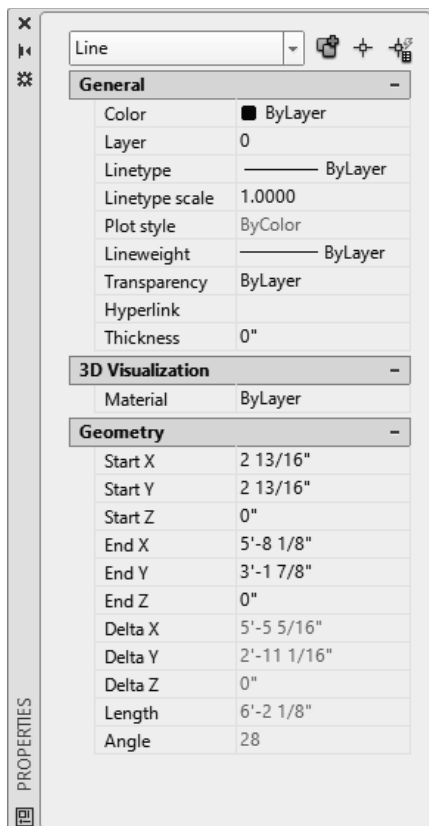 Line
General
Color ByLayer
Layer 0
Linetype ByLayer
Linetype scale 1.0000
Plot style ByColor
Lineweight ByLayer
Transparency ByLayer
Hyperlink
Thickness 0"
3D Visualization
Material ByLayer
Geometry
Start X 2 13/16"
Start Y 2 13/16"
Start Z 0"
End X 5'-8 1/8"
End Y 3'-1 7/8"
End Z 0"
Delta X 5'-5 5/16"
Delta Y 2'-11 1/16"
Delta Z 0"
Length 6'-2 1/8"
Angle 28
PROPERTIES